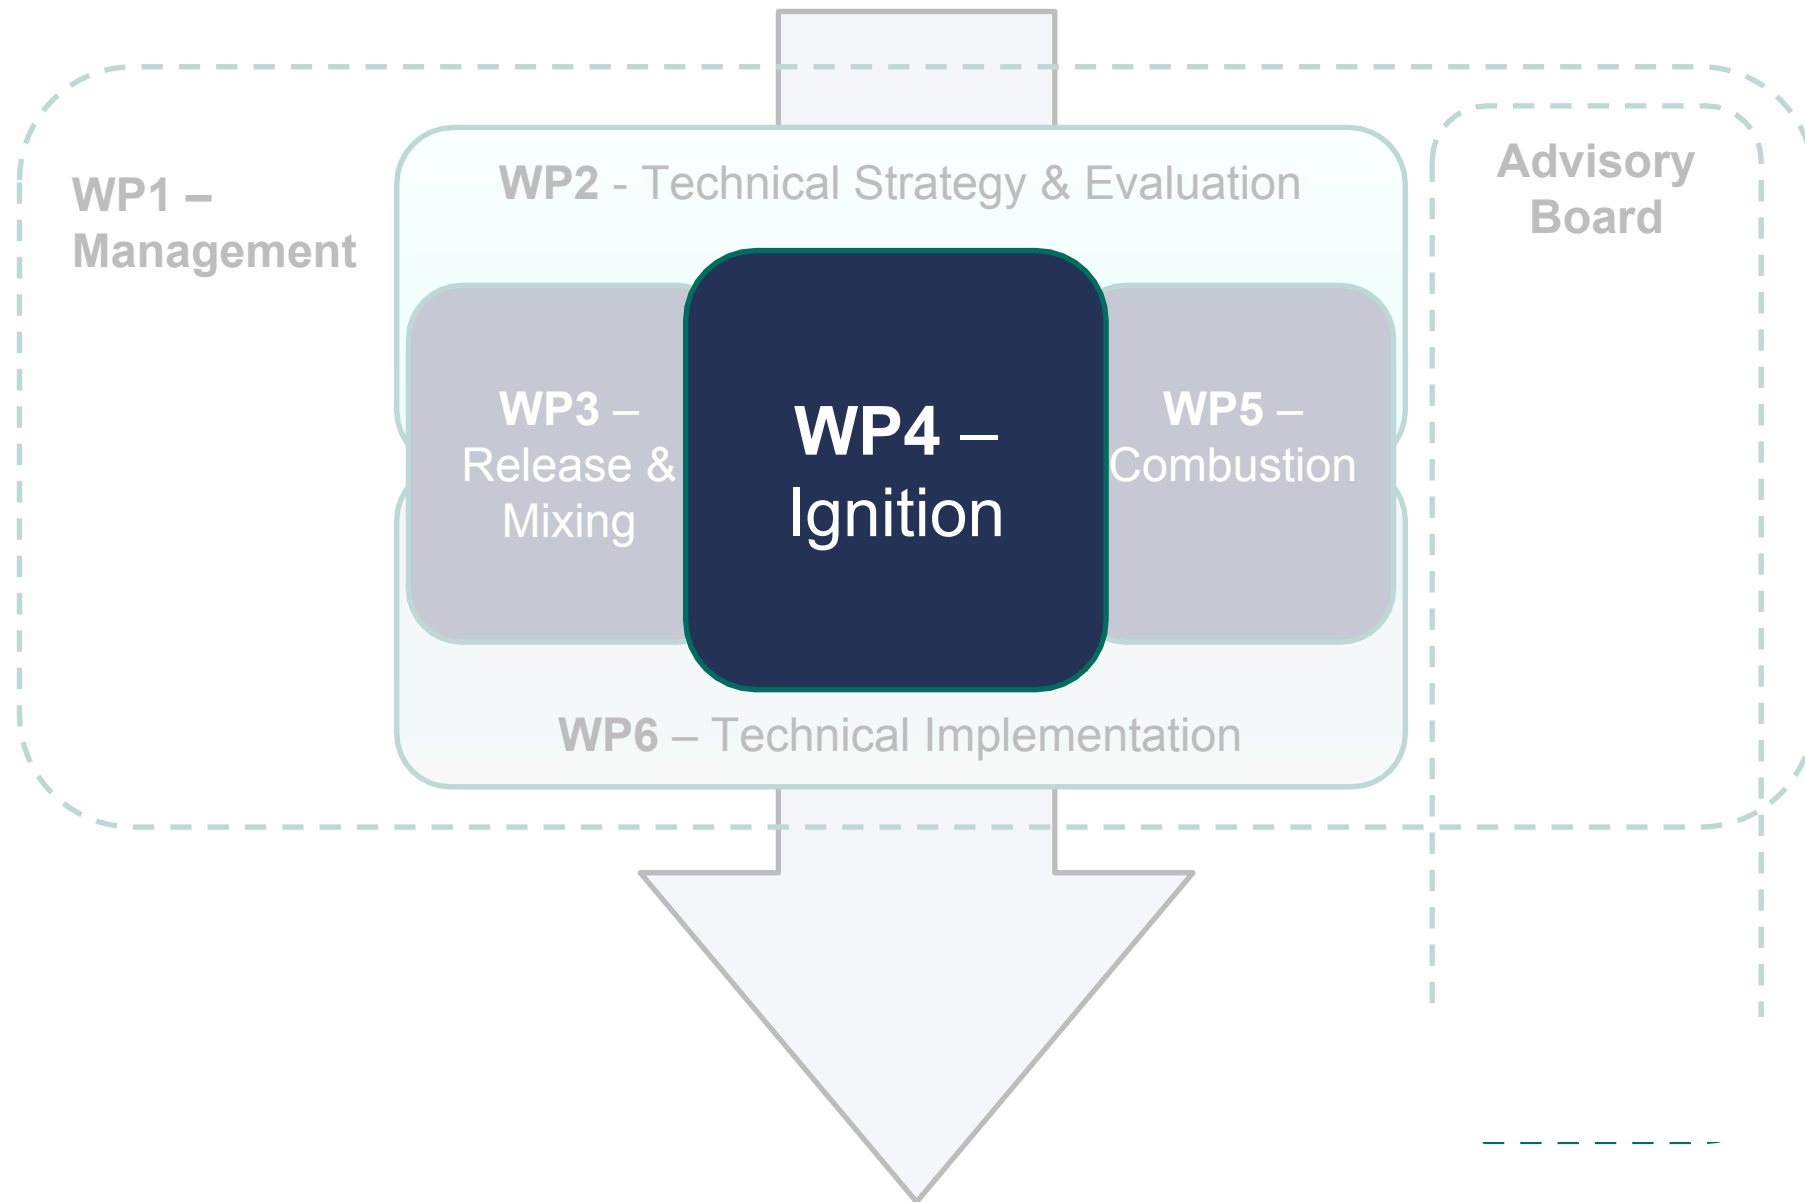 WP1 –
Management
WP2 - Technical Strategy & Evaluation
Advisory
Board
WP3 –
Release &
Mixing
WP4 –
Ignition
WP5 –
Combustion
WP6 – Technical Implementation